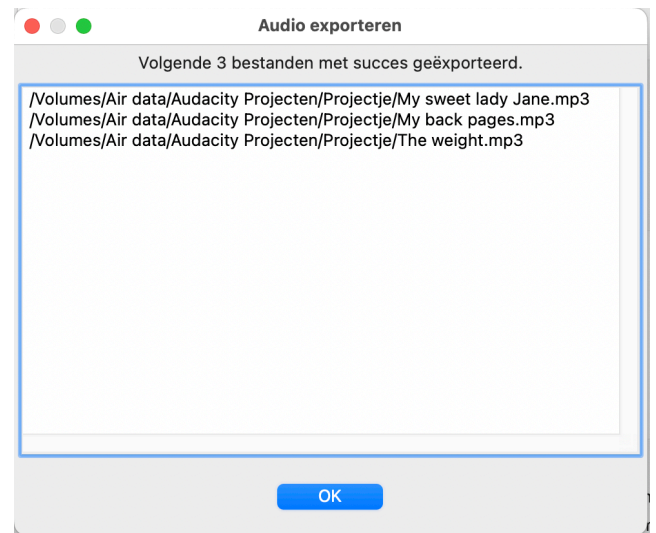 Audio exporteren
Volgende 3 bestanden met succes geëxporteerd.
/Volumes/Air data/Audacity Projecten/Projectje/My sweet lady Jane.mp3
/Volumes/Air data/Audacity Projecten/Projectje/My back pages.mp3
/Volumes/Air data/Audacity Projecten/Projectje/The weight.mp3
OK